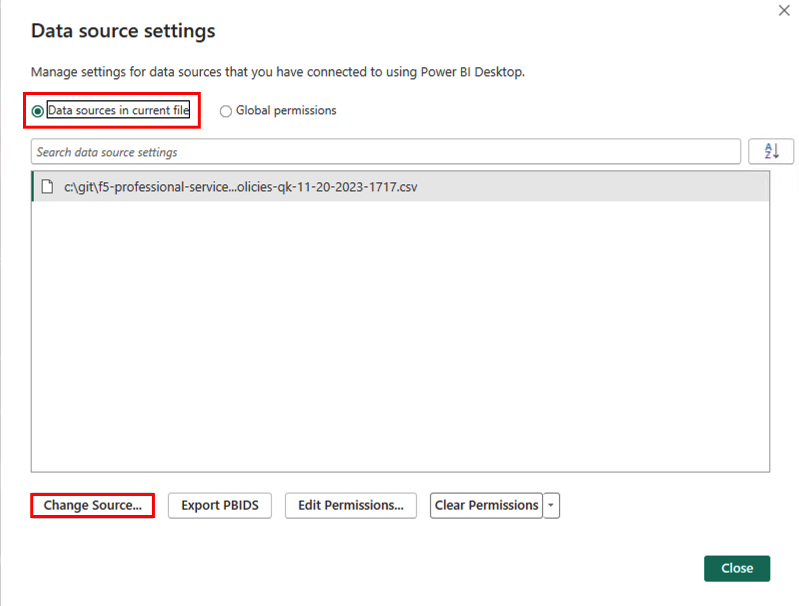 Data source settings
Manage settings for data sources that you have connected to using Power BI Desktop.
Data sources in current file
Global permissions
Search data source settings
AZ↓
c:\git\f5-professional-service...olicies-qk-11-20-2023-1717.csv
Change Source...
Export PBIDS
Edit Permissions...
Clear Permissions
Close